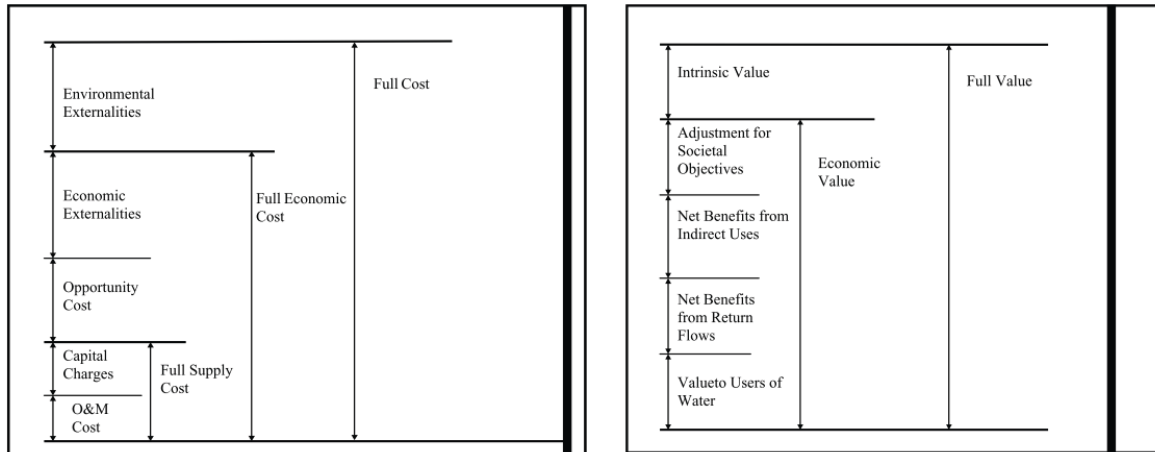 Environmental
Externalities
Full Cost
Economic
Externalities
Full Economic
Cost
Opportunity
Cost
Capital
Charges
Full Supply
Cost
O&M
Cost
Intrinsic Value
Full Value
Adjustment for
Societal
Objectives
Economic
Value
Net Benefits from
Indirect Uses
Net Benefits
from Return
Flows
Valueto Users of
Water